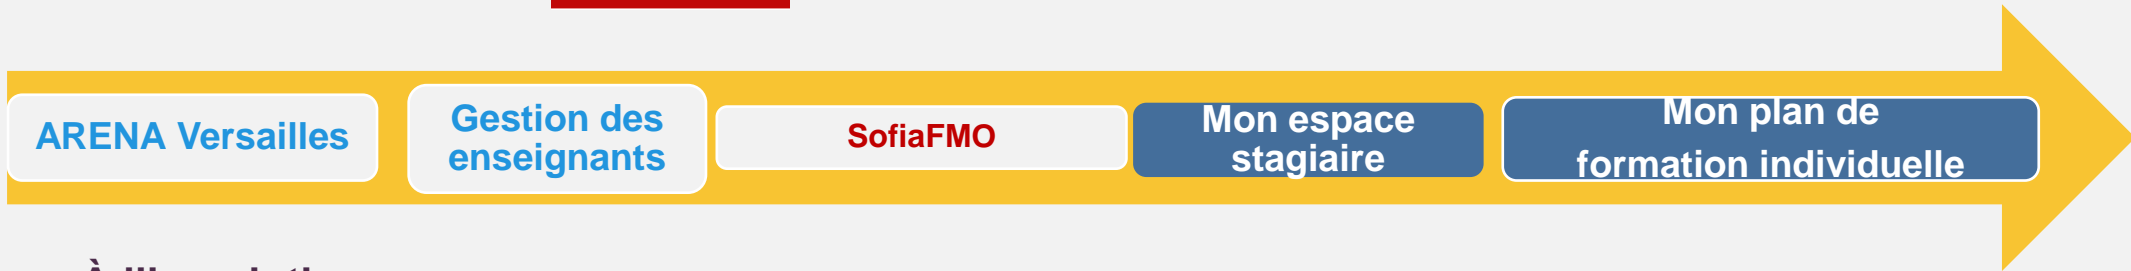 ARENA Versailles
Gestion des
enseignants
SofiaFMO
Mon espace
stagiaire
Mon plan de
formation individuelle